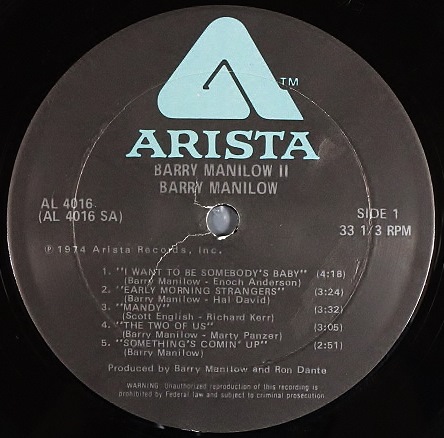 TM
ARISTA
BARRY MANILOW II
BARRY MANILOW
AL 4016
(AL 4016 SA)
SIDE 1
33 1/3 RPM
℗ 1974 Arista Records, Inc.
1. "I WANT TO BE SOMEBODY'S BABY" (4:18)
(Barry Manilow - Enoch Anderson)
2. "EARLY MORNING STRANGERS" (3:24)
(Barry Manilow - Hal David)
3. "MANDY" (3:32)
(Scott English - Richard Kerr)
4. "THE TWO OF US" (3:05)
(Barry Manilow - Marty Panzer)
5. "SOMETHING'S COMIN' UP" (2:51)
(Barry Manilow)
Produced by Barry Manilow and Ron Dante
WARNING: Unauthorized reproduction of this recording is
prohibited by Federal law and subject to criminal prosecution.